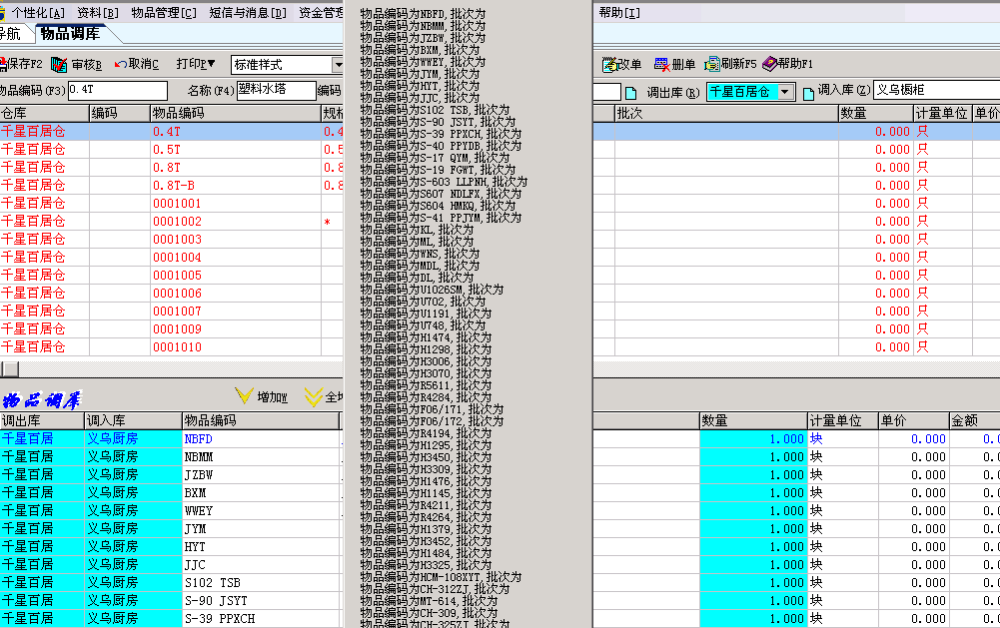 个性化[A] 资料[B] 物品管理[C] 短信与消息[D] 资金管理 帮助[I]
导航 物品调库
保存F2 审核B 取消C 打印P▼ 标准样式 改单 删单 刷新F5 帮助F1
物品编码(F3) 0.4T 名称(F4) 塑料水塔 编码 调出库(R) 千星百居仓 调入库(Z) 义乌橱柜
仓库 编码 物品编码 规格 批次 数量 计量单位 单价
千星百居仓 0.4T 0.4 0.000 只
千星百居仓 0.5T 0.5 0.000 只
千星百居仓 0.8T 0.8 0.000 只
千星百居仓 0.8T-B 0.8 0.000 只
千星百居仓 0001001 0.000 只
千星百居仓 0001002 * 0.000 只
千星百居仓 0001003 0.000 只
千星百居仓 0001004 0.000 只
千星百居仓 0001005 0.000 只
千星百居仓 0001006 0.000 只
千星百居仓 0001007 0.000 只
千星百居仓 0001009 0.000 只
千星百居仓 0001010 0.000 只
物品调库 增加W 全
调出库 调入库 物品编码 数量 计量单位 单价 金额
千星百居 义乌厨房 NBFD 1.000 块 0.000 0.0
千星百居 义乌厨房 NBMM 1.000 块 0.000 0.0
千星百居 义乌厨房 JZBW 1.000 块 0.000 0.0
千星百居 义乌厨房 BXM 1.000 块 0.000 0.0
千星百居 义乌厨房 WWEY 1.000 块 0.000 0.0
千星百居 义乌厨房 JYM 1.000 块 0.000 0.0
千星百居 义乌厨房 HYT 1.000 块 0.000 0.0
千星百居 义乌厨房 JJC 1.000 块 0.000 0.0
千星百居 义乌厨房 S102 TSB 1.000 块 0.000 0.0
千星百居 义乌厨房 S-90 JSYT 1.000 块 0.000 0.0
千星百居 义乌厨房 S-39 PPXCH 1.000 块 0.000 0.0
物品编码为NBFD,批次为
物品编码为NBMM,批次为
物品编码为JZBW,批次为
物品编码为BXM,批次为
物品编码为WWEY,批次为
物品编码为JYM,批次为
物品编码为HYT,批次为
物品编码为JJC,批次为
物品编码为S102 TSB,批次为
物品编码为S-90 JSYT,批次为
物品编码为S-39 PPXCH,批次为
物品编码为S-40 PPYDB,批次为
物品编码为S-17 QYM,批次为
物品编码为S-19 FGWT,批次为
物品编码为S-603 LLPNH,批次为
物品编码为S607 NDLFX,批次为
物品编码为S604 HMKQ,批次为
物品编码为S-41 PPJYM,批次为
物品编码为KL,批次为
物品编码为ML,批次为
物品编码为WNS,批次为
物品编码为MDL,批次为
物品编码为DL,批次为
物品编码为U1026SM,批次为
物品编码为U702,批次为
物品编码为U1191,批次为
物品编码为U748,批次为
物品编码为H1474,批次为
物品编码为H1298,批次为
物品编码为H3006,批次为
物品编码为H3070,批次为
物品编码为R5611,批次为
物品编码为R4284,批次为
物品编码为F06/171,批次为
物品编码为F06/172,批次为
物品编码为R4194,批次为
物品编码为H1295,批次为
物品编码为H3450,批次为
物品编码为H3309,批次为
物品编码为H1476,批次为
物品编码为H1145,批次为
物品编码为R4211,批次为
物品编码为R4264,批次为
物品编码为H1379,批次为
物品编码为H3452,批次为
物品编码为H1484,批次为
物品编码为H3325,批次为
物品编码为HCM-108XYT,批次为
物品编码为CH-312ZJ,批次为
物品编码为MT-614,批次为
物品编码为CH-309,批次为
物品编码为CH-325ZJ,批次为